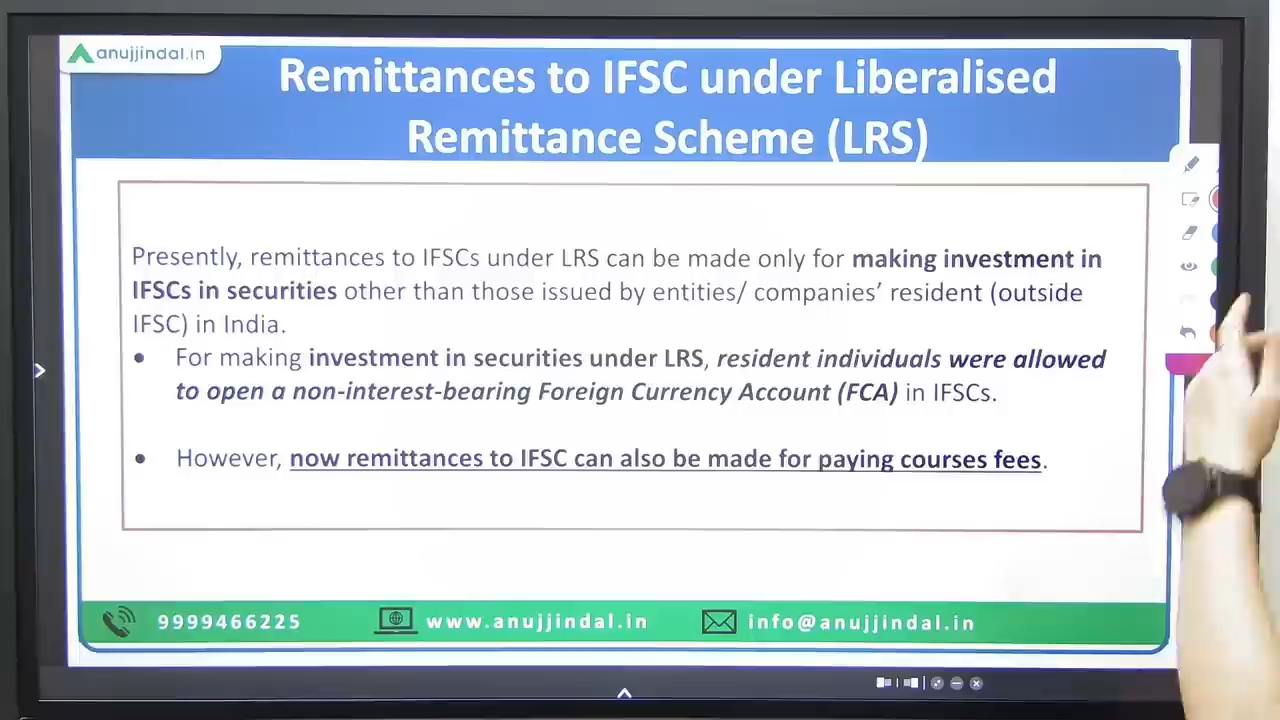 anujjindal.in
Remittances to IFSC under Liberalised
Remittance Scheme (LRS)
Presently, remittances to IFSCs under LRS can be made only for making investment in
IFSCs in securities other than those issued by entities/ companies’ resident (outside
IFSC) in India.
• For making investment in securities under LRS, resident individuals were allowed
to open a non-interest-bearing Foreign Currency Account (FCA) in IFSCs.
• However, now remittances to IFSC can also be made for paying courses fees.
9999466225 www.anujjindal.in info@anujjindal.in